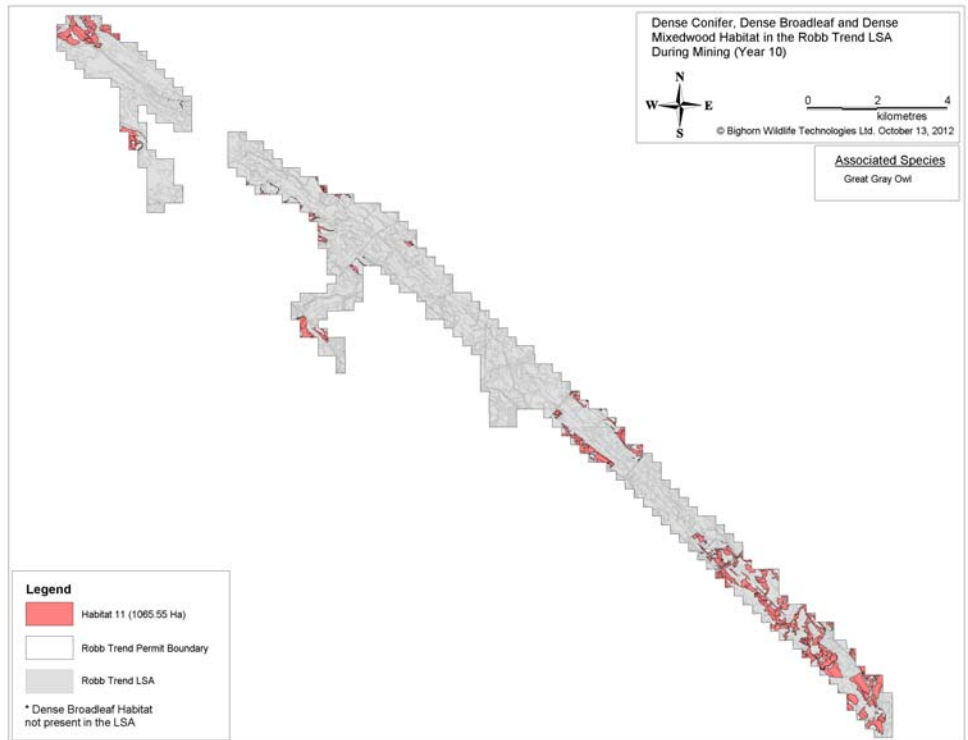 Dense Conifer, Dense Broadleaf and Dense
Mixedwood Habitat in the Robb Trend LSA
During Mining (Year 10)
N
W E
S
0 2 4
kilometres
© Bighorn Wildlife Technologies Ltd. October 13, 2012
Associated Species
Great Gray Owl
Legend
Habitat 11 (1065.55 Ha)
Robb Trend Permit Boundary
Robb Trend LSA
* Dense Broadleaf Habitat
not present in the LSA